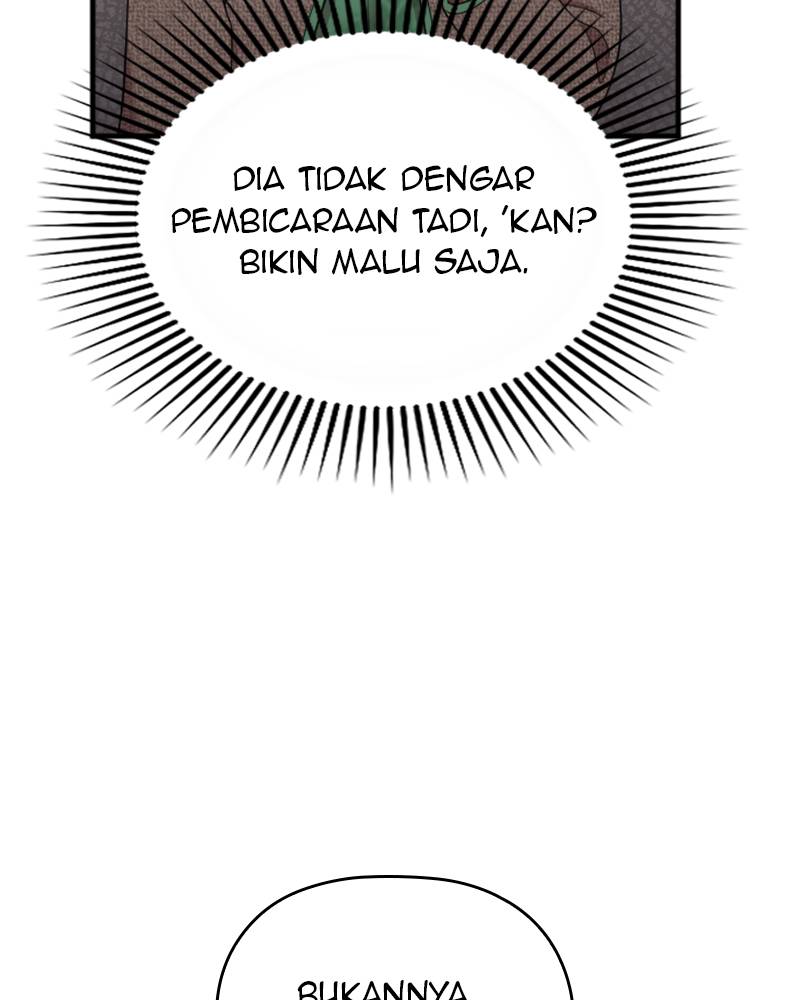 DIA TIDAK DENGAR
PEMBICARAAN TADI, 'KAN?
BIKIN MALU SAJA.
BUKANNYA